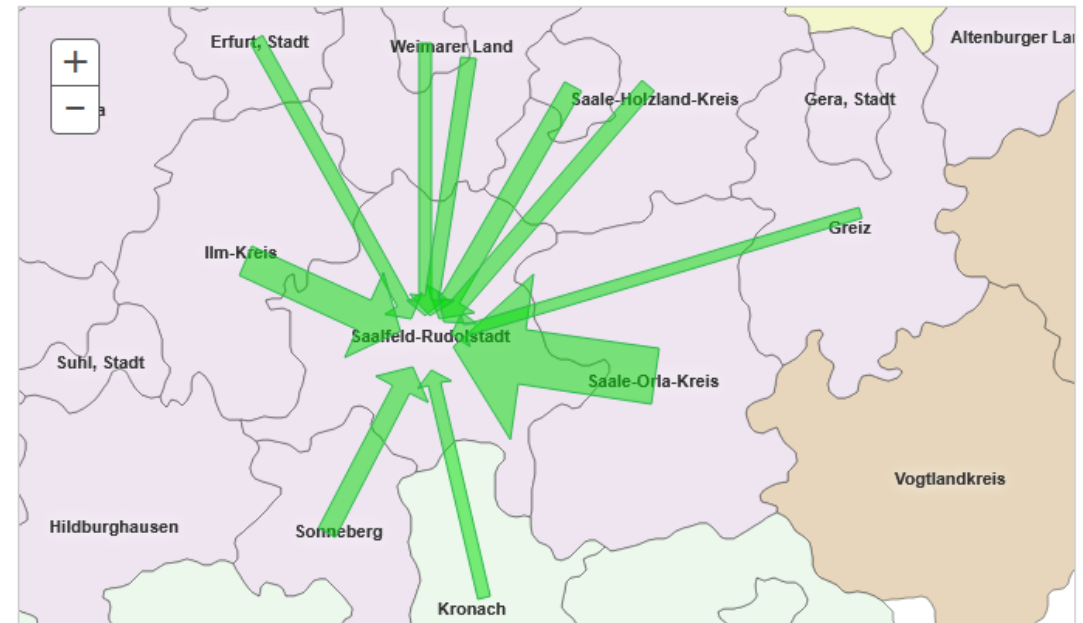 +
−
Erfurt, Stadt
Weimarer Land
Altenburger La
Saale-Holzland-Kreis
Gera, Stadt
a
Greiz
Ilm-Kreis
Saalfeld-Rudolstadt
Suhl, Stadt
Saale-Orla-Kreis
Vogtlandkreis
Hildburghausen
Sonneberg
Kronach